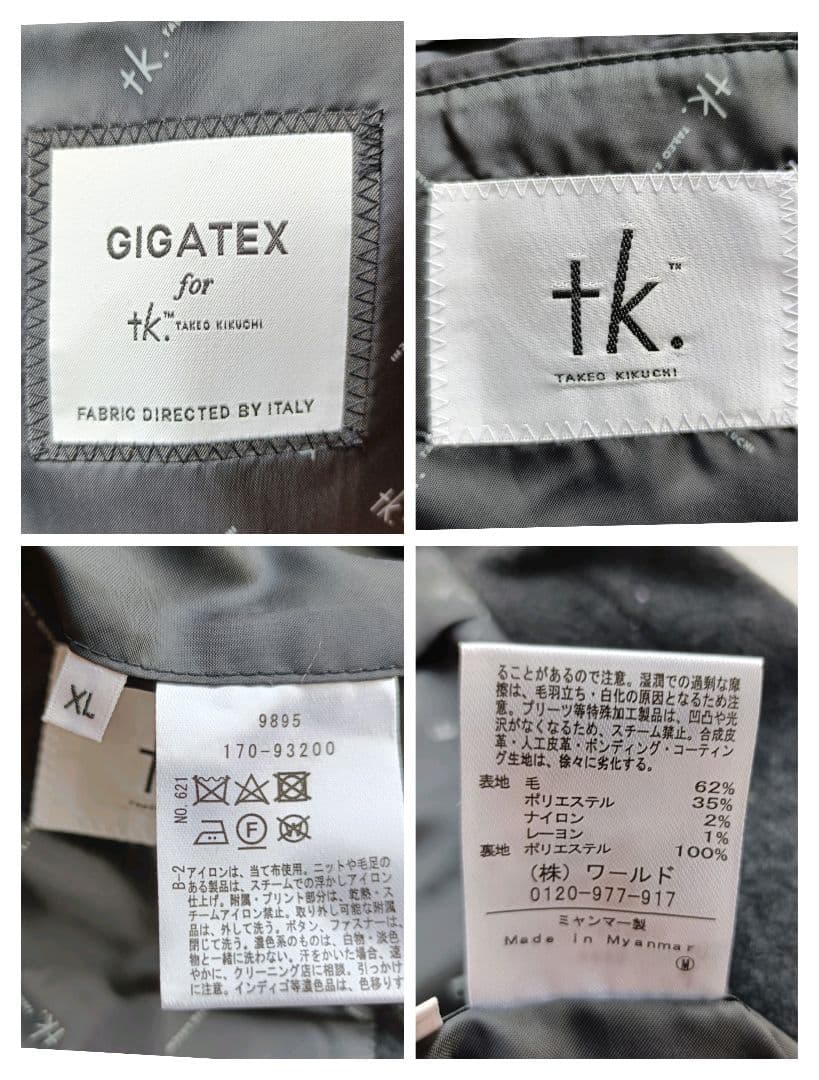 tk.
GIGATEX
for
tk.™ TAKEO KIKUCHI
FABRIC DIRECTED BY ITALY
tk.
tk.
tk.™
TAKEO KIKUCHI
KIKUCHI
XL
9895
170-93200
NO.621
B-2
アイロンは、当て布使用。ニットや毛足の
ある製品は、スチームでの浮かしアイロン
仕上げ。附属・プリント部分は、乾熱・ス
チームアイロン禁止。取り外し可能な附属
品は、外して洗う。ボタン、ファスナーは、
閉じて洗う。濃色系のものは、白物・淡色
物と一緒に洗わない。汗をかいた場合、速
やかに、クリーニング店に相談。引っかけ
に注意。インディゴ等濃色品は、色移りす
tk.
ることがあるので注意。湿潤での過剰な摩
擦は、毛羽立ち・白化の原因となるため注
意。プリーツ等特殊加工製品は、凹凸や光
沢がなくなるため、スチーム禁止。合成皮
革・人工皮革・ボンディング・コーティン
グ生地は、徐々に劣化する。
表地 毛 62%
ポリエステル 35%
ナイロン 2%
レーヨン 1%
裏地 ポリエステル 100%
(株) ワールド
0120-977-917
ミャンマー製
Made in Myanmar
M